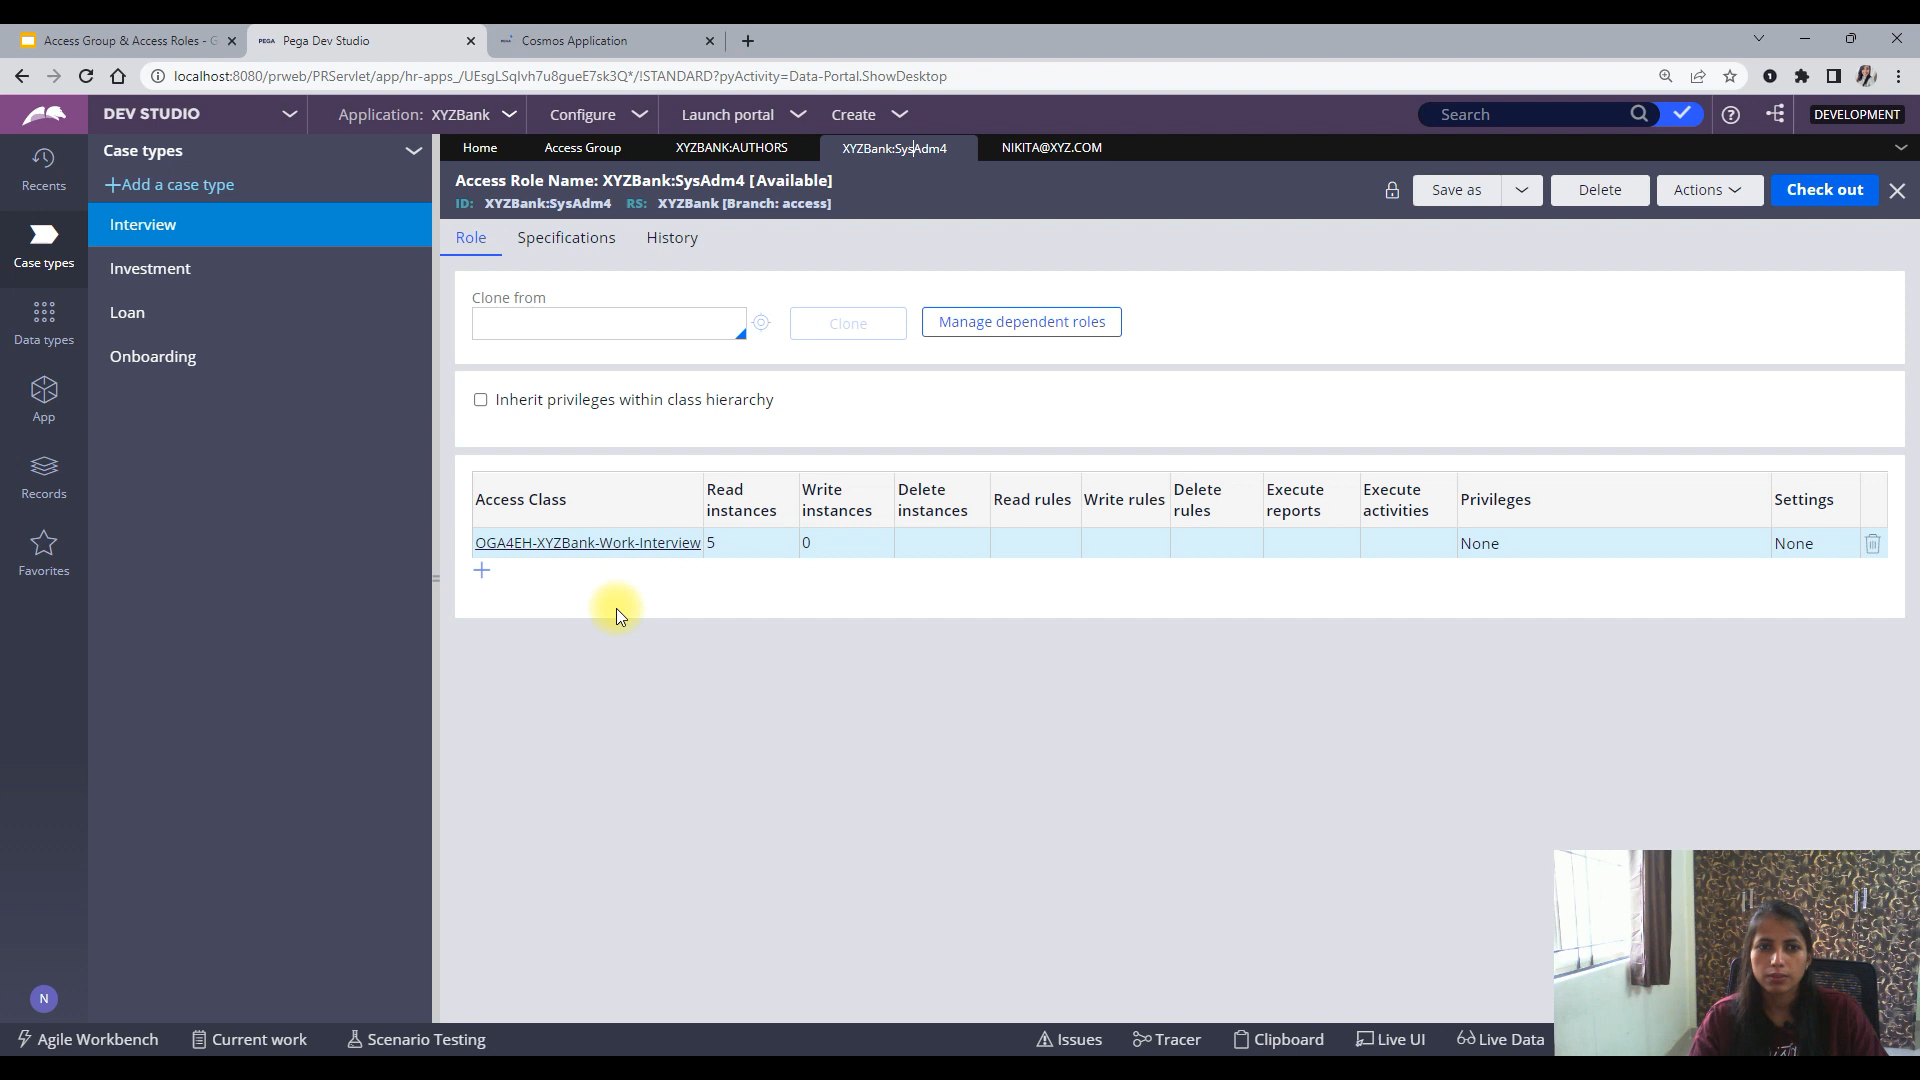 Access Group & Access Roles - G
PEGA Pega Dev Studio
Cosmos Application
localhost:8080/prweb/PRServlet/app/hr-apps_/UEsgLSqlvh7u8gueE7sk3Q*/!STANDARD?pyActivity=Data-Portal.ShowDesktop
DEV STUDIO
Application: XYZBank
Configure
Launch portal
Create
Search
DEVELOPMENT
Recents
Case types
Data types
App
Records
Favorites
N
Case types
Add a case type
Interview
Investment
Loan
Onboarding
Home
Access Group
XYZBANK:AUTHORS
XYZBank:SysAdm4
NIKITA@XYZ.COM
Access Role Name: XYZBank:SysAdm4 [Available]
ID: XYZBank:SysAdm4 RS: XYZBank [Branch: access]
Save as
Delete
Actions
Check out
Role
Specifications
History
Clone from
Clone
Manage dependent roles
Inherit privileges within class hierarchy
Access Class
Read instances
Write instances
Delete instances
Read rules
Write rules
Delete rules
Execute reports
Execute activities
Privileges
Settings
OGA4EH-XYZBank-Work-Interview 5 0 None None
Agile Workbench
Current work
Scenario Testing
Issues
Tracer
Clipboard
Live UI
Live Data